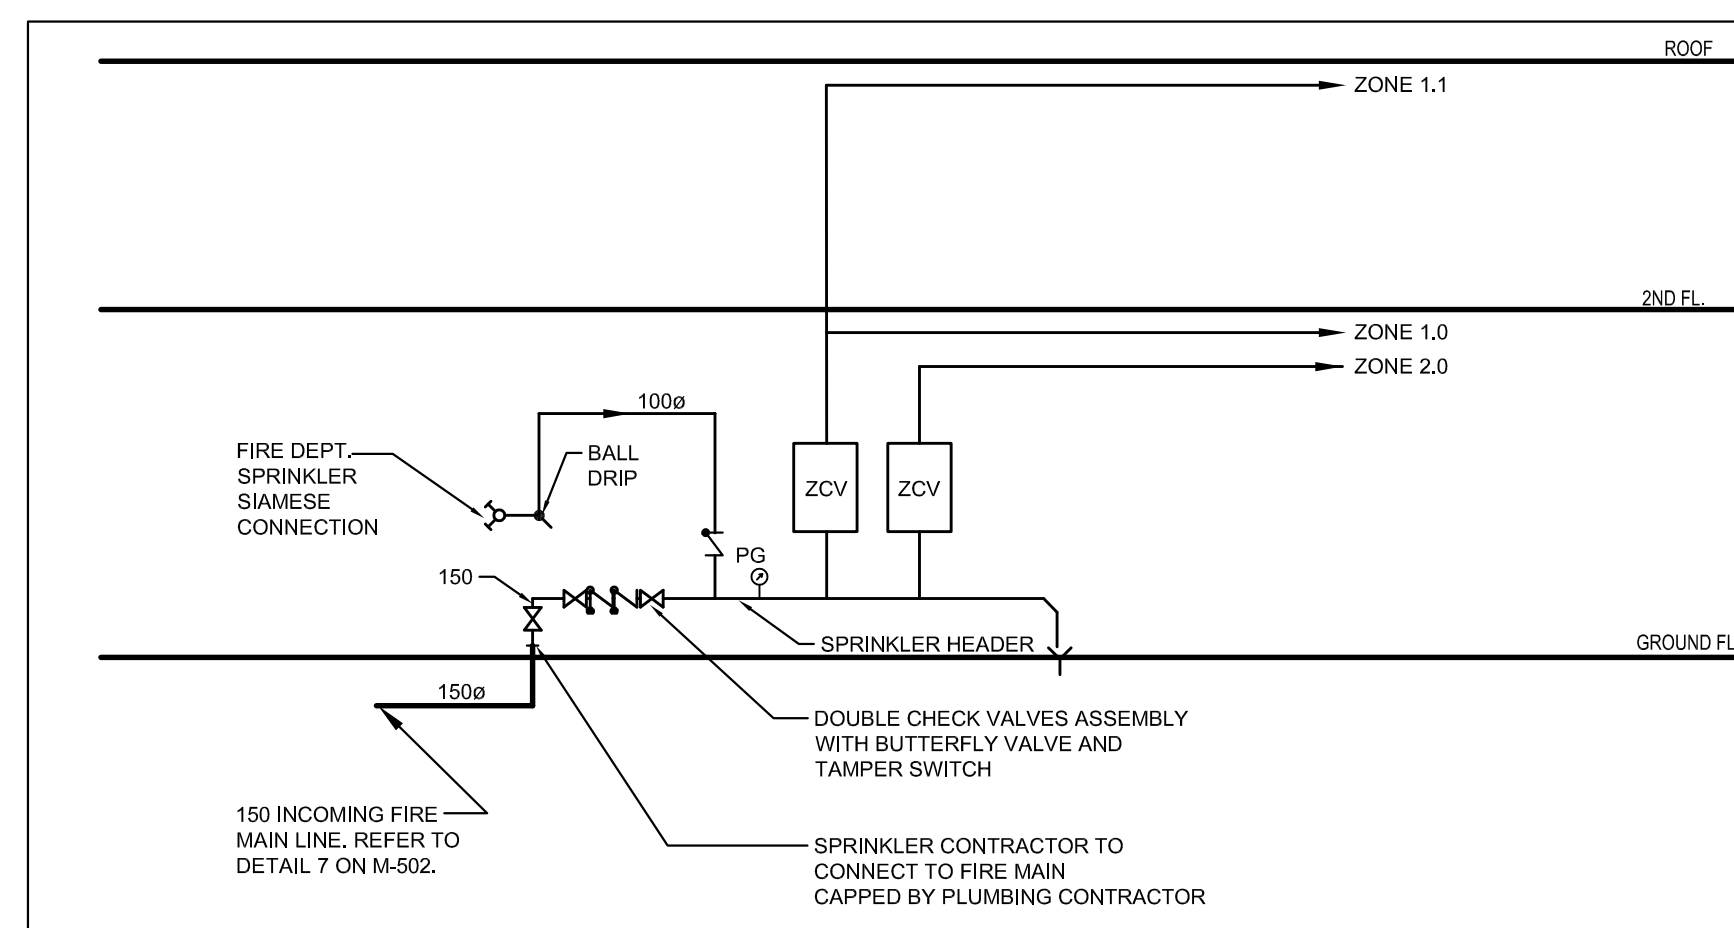 ROOF
ZONE 1.1
2ND FL.
ZONE 1.0
ZONE 2.0
100ø
FIRE DEPT.
SPRINKLER
SIAMESE
CONNECTION
BALL
DRIP
ZCV
ZCV
PG
150
SPRINKLER HEADER
GROUND FL
150ø
DOUBLE CHECK VALVES ASSEMBLY
WITH BUTTERFLY VALVE AND
TAMPER SWITCH
150 INCOMING FIRE
MAIN LINE. REFER TO
DETAIL 7 ON M-502.
SPRINKLER CONTRACTOR TO
CONNECT TO FIRE MAIN
CAPPED BY PLUMBING CONTRACTOR